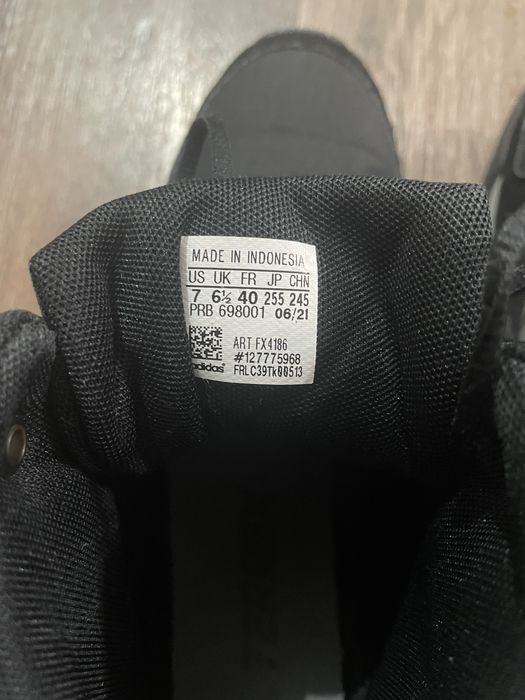 MADE IN INDONESIA
US UK FR JP CHN
7 6½ 40 255 245
PRB 698001 06/21
ART FX4186
#127775968
adidas FRLC39Tk00513